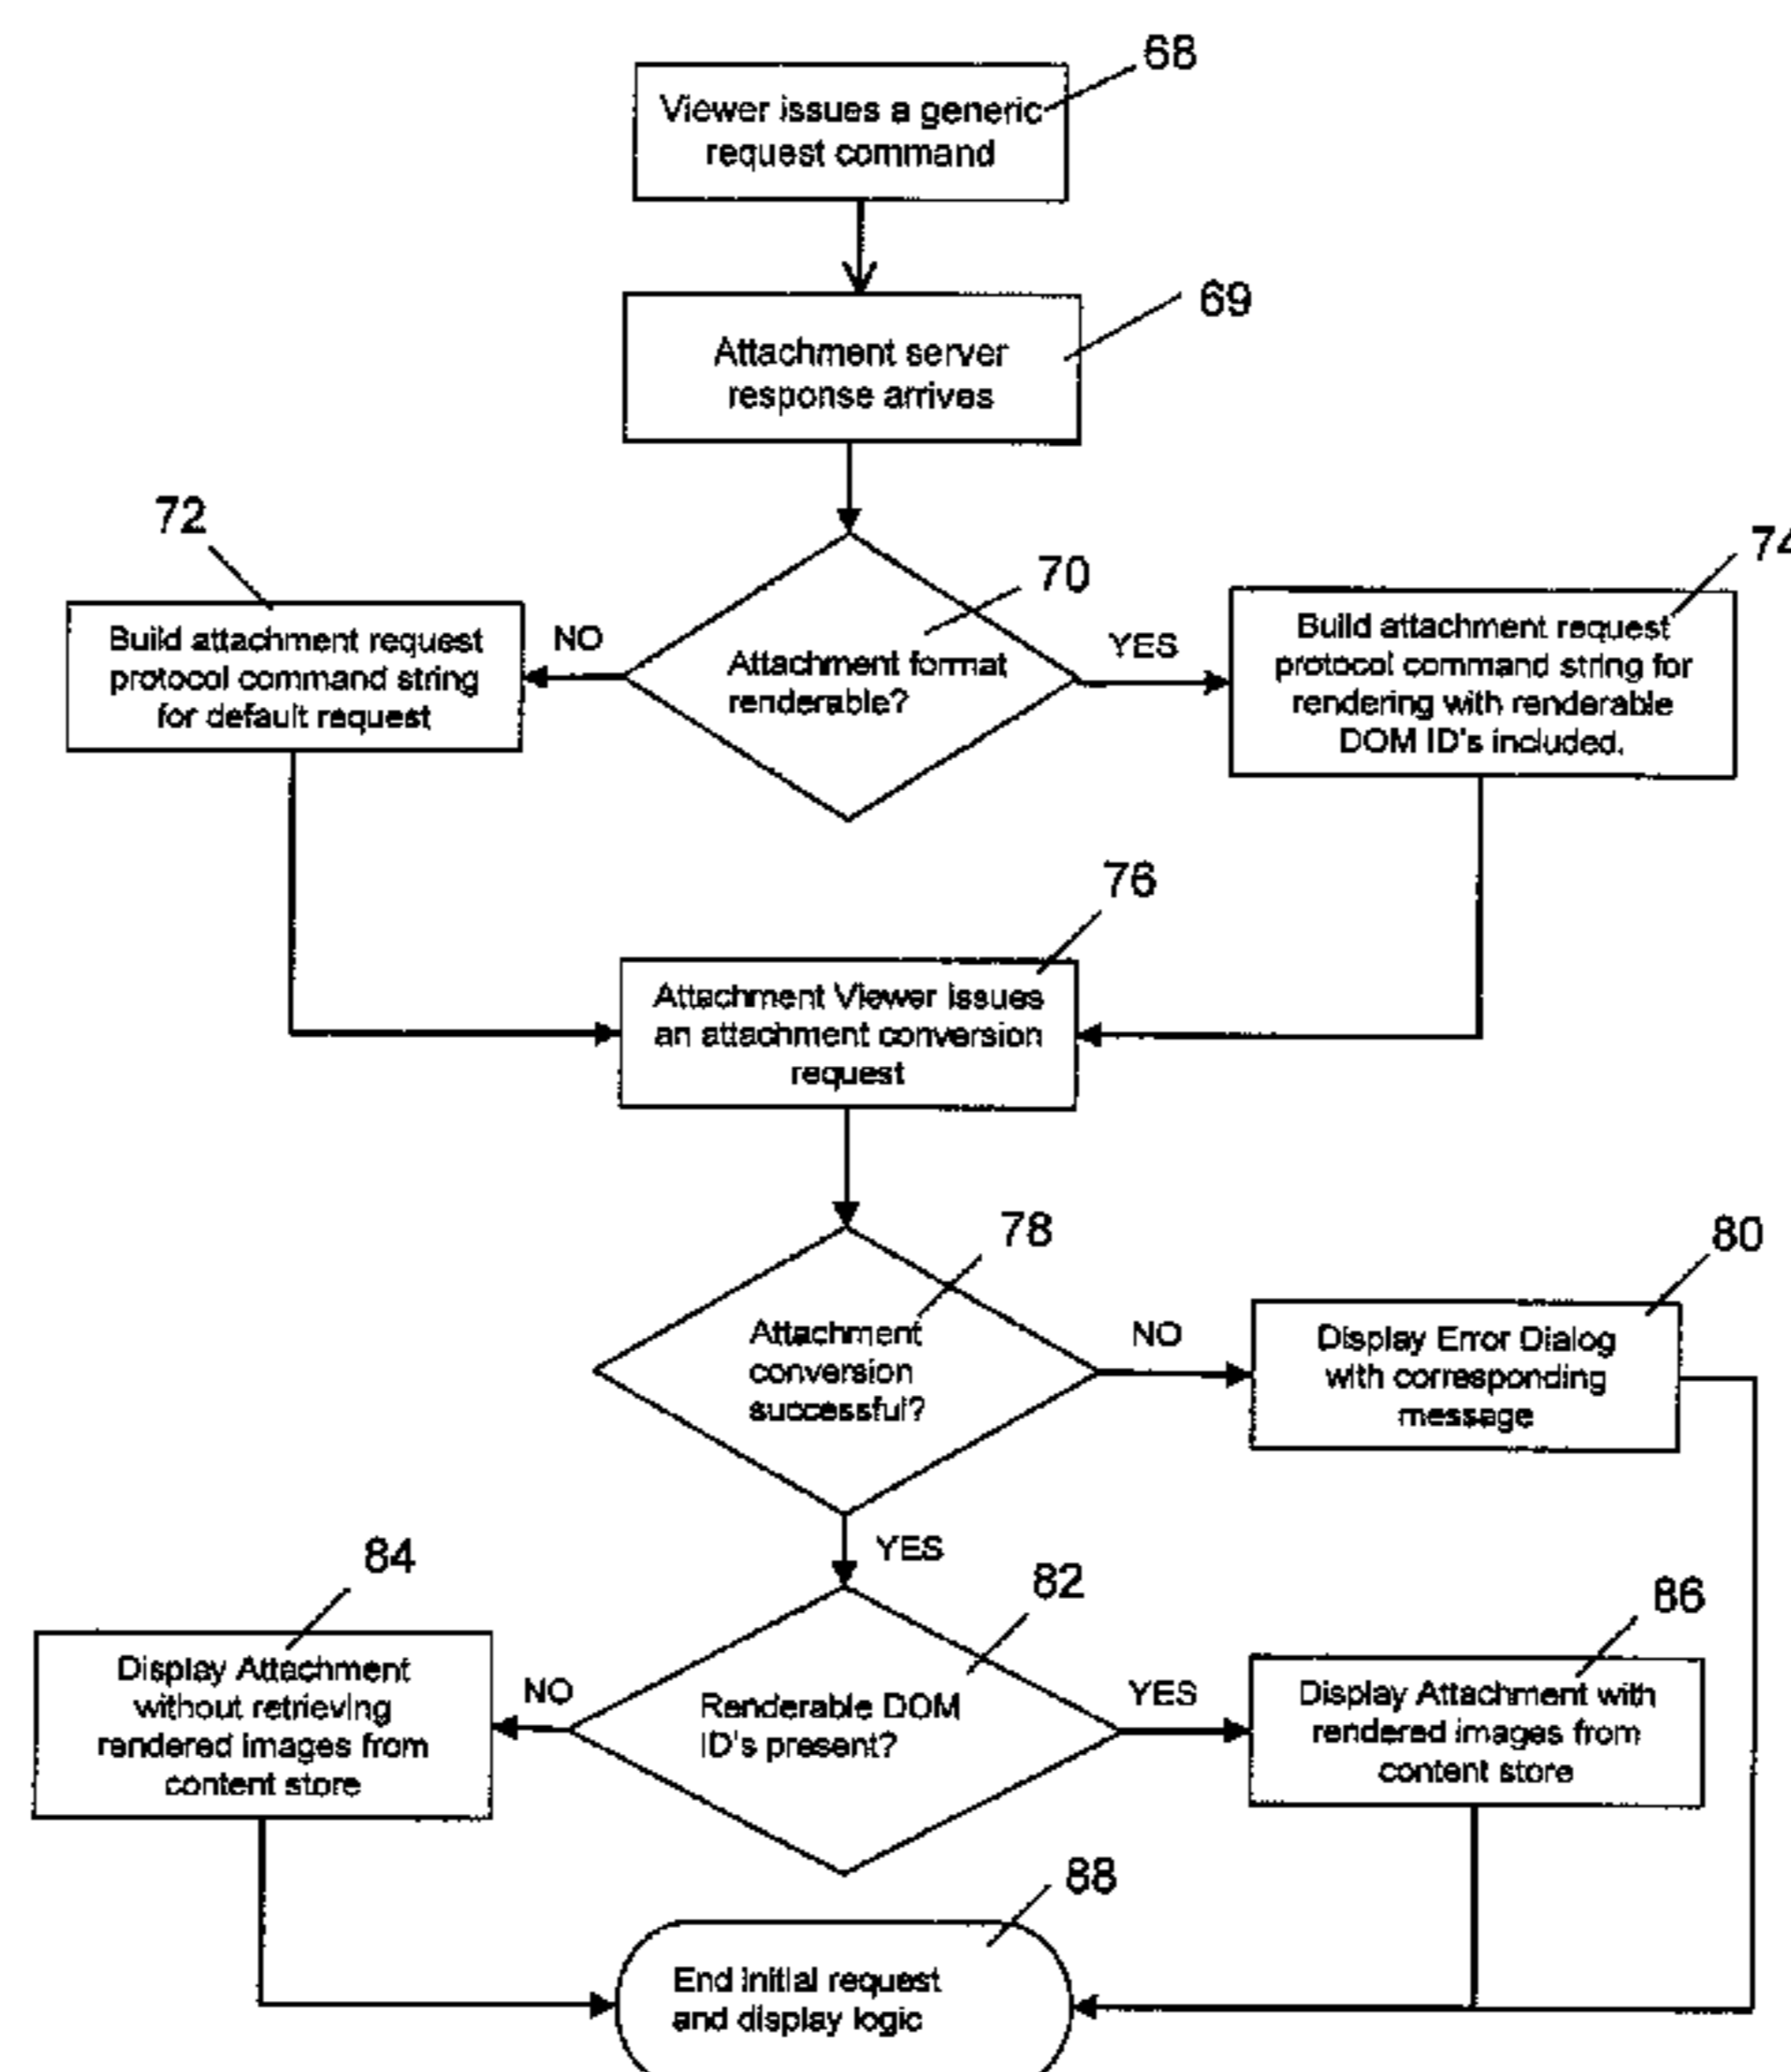 68
Viewer issues a generic
request command
69
Attachment server
response arrives
72
70
74
Build attachment request
protocol command string
for default request
NO
Attachment format
renderable?
YES
Build attachment request
protocol command string for
rendering with renderable
DOM ID's included.
76
Attachment Viewer issues
an attachment conversion
request
78
80
Attachment
conversion
successful?
NO
Display Error Dialog
with corresponding
message
YES
84
82
86
Display Attachment
without retrieving
rendered images from
content store
NO
Renderable DOM
ID's present?
YES
Display Attachment with
rendered images from
content store
88
End initial request
and display logic